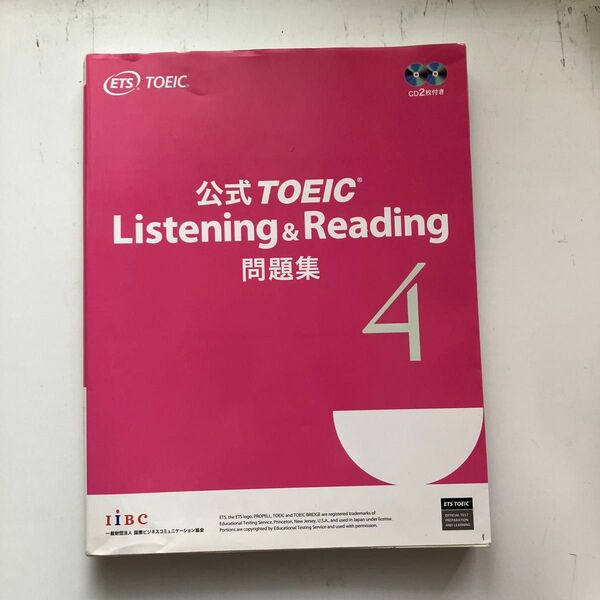 ETS TOEIC®
CD2枚付き
公式 TOEIC®
Listening & Reading
問題集
4
IIBC
一般財団法人 国際ビジネスコミュニケーション協会
ETS, the ETS logo, PROPELL, TOEIC and TOEIC BRIDGE are registered trademarks of
Educational Testing Service, Princeton, New Jersey, U.S.A., and used in Japan under license.
Portions are copyrighted by Educational Testing Service and used with permission.
ETS TOEIC
OFFICIAL TEST
PREPARATION
AND LEARNING